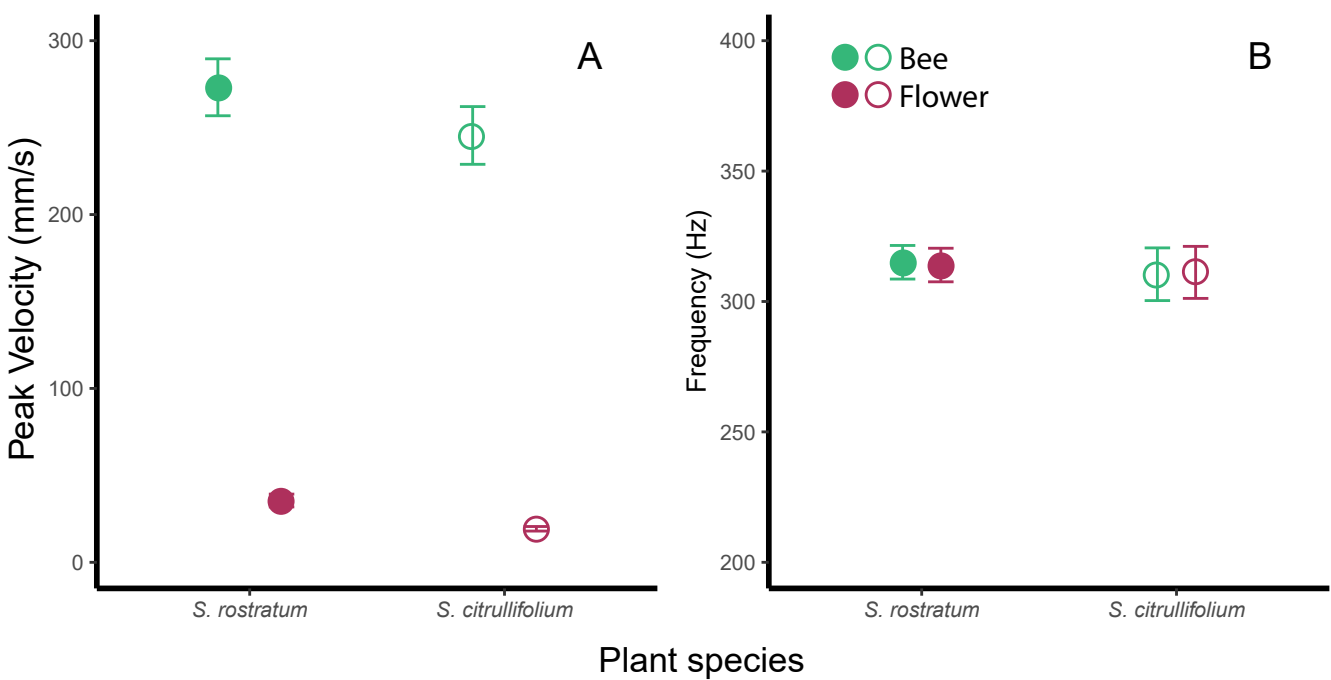 A
Peak Velocity (mm/s)
300
200
100
0
S. rostratum
S. citrullifolium
B
Bee
Flower
Frequency (Hz)
400
350
300
250
200
S. rostratum
S. citrullifolium
Plant species